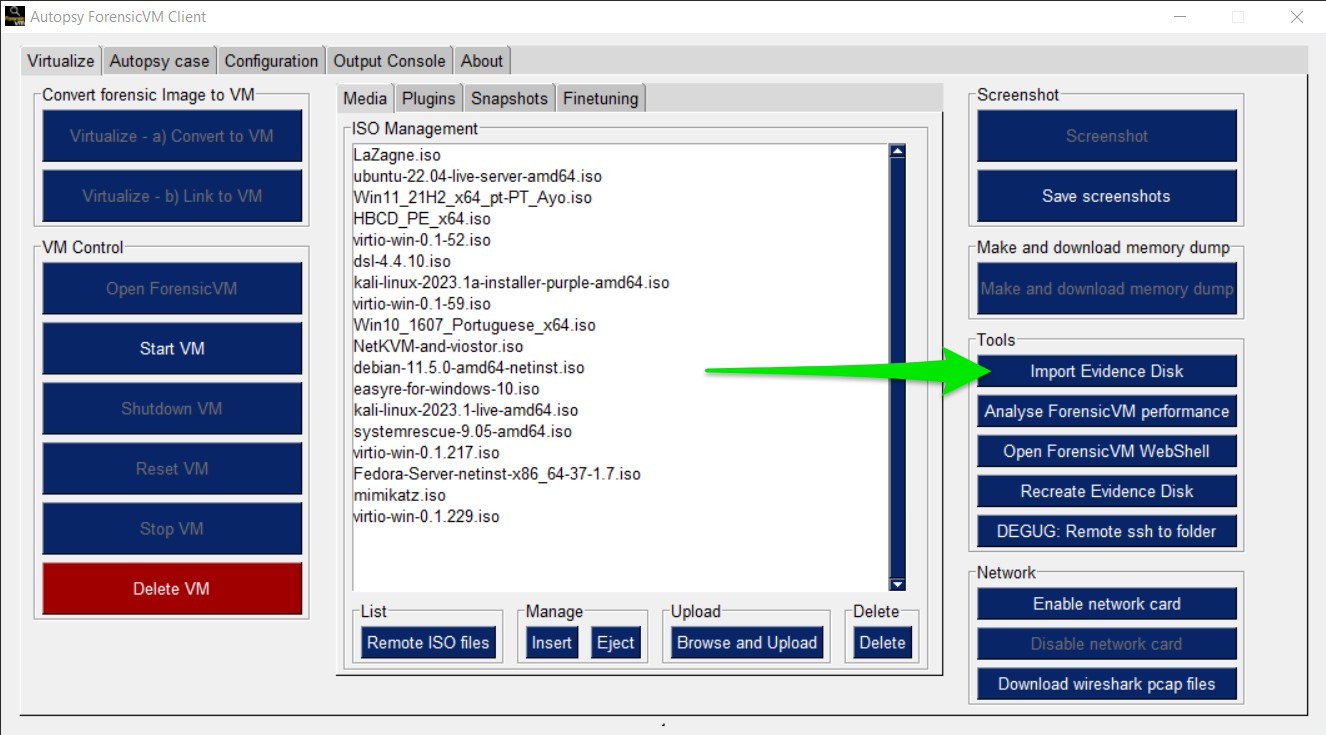 Autopsy ForensicVM Client
Virtualize
Autopsy case
Configuration
Output Console
About
Convert forensic Image to VM
Virtualize - a) Convert to VM
Virtualize - b) Link to VM
VM Control
Open ForensicVM
Start VM
Shutdown VM
Reset VM
Stop VM
Delete VM
Media
Plugins
Snapshots
Finetuning
ISO Management
LaZagne.iso
ubuntu-22.04-live-server-amd64.iso
Win11_21H2_x64_pt-PT_Ayo.iso
HBCD_PE_x64.iso
virtio-win-0.1-52.iso
dsl-4.4.10.iso
kali-linux-2023.1a-installer-purple-amd64.iso
virtio-win-0.1-59.iso
Win10_1607_Portuguese_x64.iso
NetKVM-and-viostor.iso
debian-11.5.0-amd64-netinst.iso
easyre-for-windows-10.iso
kali-linux-2023.1-live-amd64.iso
systemrescue-9.05-amd64.iso
virtio-win-0.1.217.iso
Fedora-Server-netinst-x86_64-37-1.7.iso
mimikatz.iso
virtio-win-0.1.229.iso
List
Remote ISO files
Manage
Insert
Eject
Upload
Browse and Upload
Delete
Delete
Screenshot
Screenshot
Save screenshots
Make and download memory dump
Make and download memory dump
Tools
Import Evidence Disk
Analyse ForensicVM performance
Open ForensicVM WebShell
Recreate Evidence Disk
DEGUG: Remote ssh to folder
Network
Enable network card
Disable network card
Download wireshark pcap files